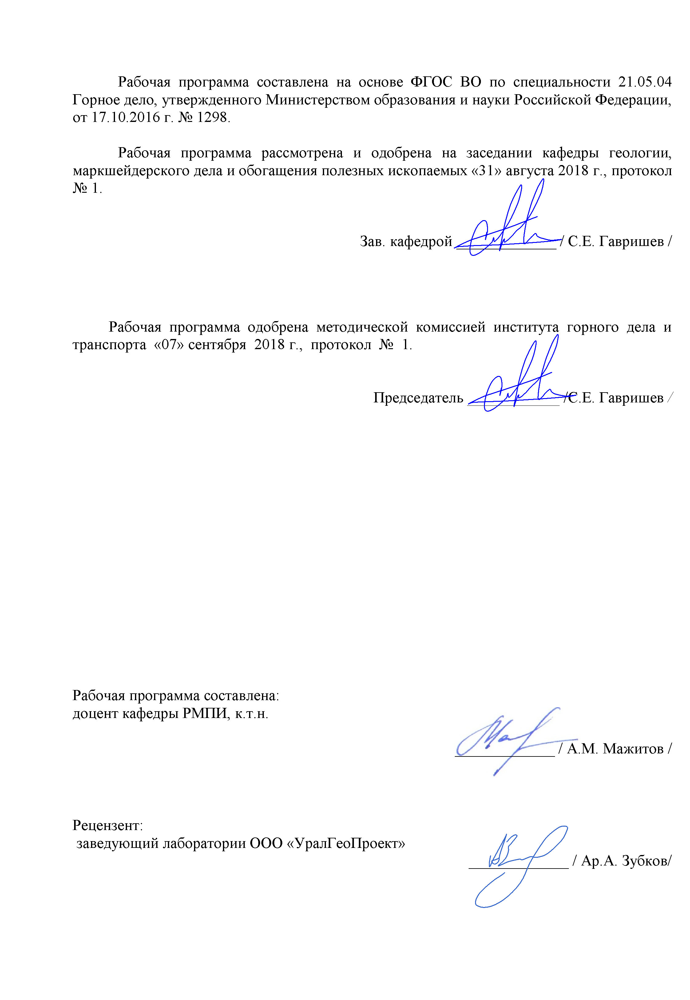 Рабочая программа составлена на основе ФГОС ВО по специальности 21.05.04
Горное дело, утвержденного Министерством образования и науки Российской Федерации,
от 17.10.2016 г. № 1298.
Рабочая программа рассмотрена и одобрена на заседании кафедры геологии,
маркшейдерского дела и обогащения полезных ископаемых «31» августа 2018 г., протокол
№ 1.
Зав. кафедрой _____________ / С.Е. Гавришев /
Рабочая программа одобрена методической комиссией института горного дела и
транспорта «07» сентября 2018 г., протокол № 1.
Председатель ____________ /С.Е. Гавришев /
Рабочая программа составлена:
доцент кафедры РМПИ, к.т.н.
_____________ / А.М. Мажитов /
Рецензент:
заведующий лаборатории ООО «УралГеоПроект»
_____________ / Ар.А. Зубков/